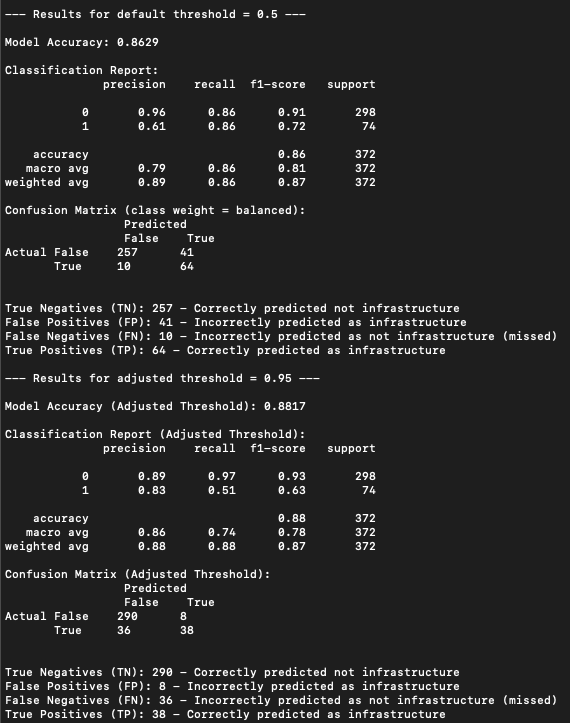 --- Results for default threshold = 0.5 ---
Model Accuracy: 0.8629
Classification Report:
precision recall f1-score support
0 0.96 0.86 0.91 298
1 0.61 0.86 0.72 74
accuracy 0.86 372
macro avg 0.79 0.86 0.81 372
weighted avg 0.89 0.86 0.87 372
Confusion Matrix (class weight = balanced):
Predicted
False True
Actual False 257 41
True 10 64
True Negatives (TN): 257 - Correctly predicted not infrastructure
False Positives (FP): 41 - Incorrectly predicted as infrastructure
False Negatives (FN): 10 - Incorrectly predicted as not infrastructure (missed)
True Positives (TP): 64 - Correctly predicted as infrastructure
--- Results for adjusted threshold = 0.95 ---
Model Accuracy (Adjusted Threshold): 0.8817
Classification Report (Adjusted Threshold):
precision recall f1-score support
0 0.89 0.97 0.93 298
1 0.83 0.51 0.63 74
accuracy 0.88 372
macro avg 0.86 0.74 0.78 372
weighted avg 0.88 0.88 0.87 372
Confusion Matrix (Adjusted Threshold):
Predicted
False True
Actual False 290 8
True 36 38
True Negatives (TN): 290 - Correctly predicted not infrastructure
False Positives (FP): 8 - Incorrectly predicted as infrastructure
False Negatives (FN): 36 - Incorrectly predicted as not infrastructure (missed)
True Positives (TP): 38 - Correctly predicted as infrastructure